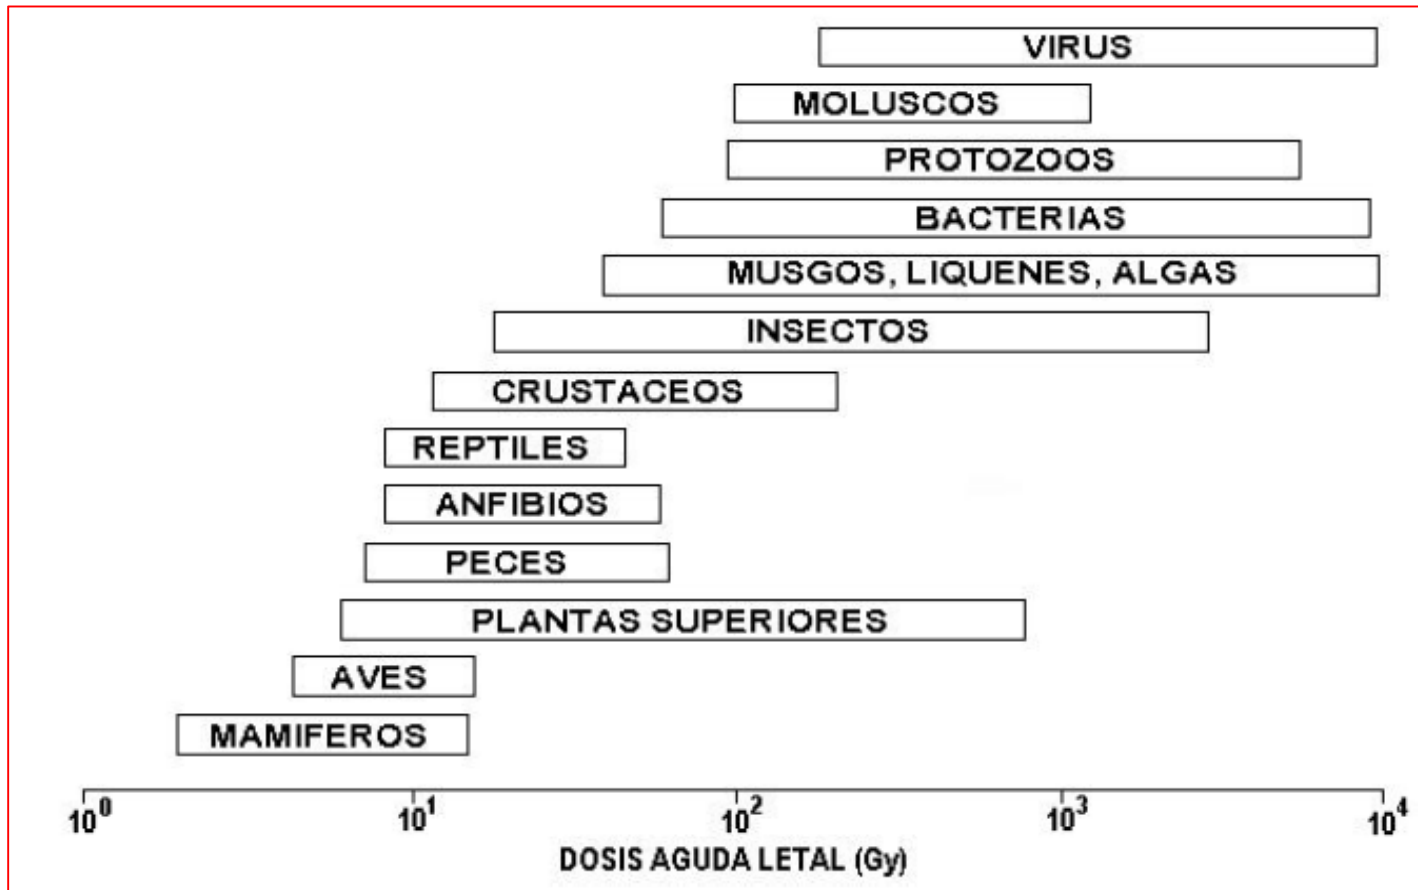 VIRUS
MOLUSCOS
PROTOZOOS
BACTERIAS
MUSGOS, LIQUENES, ALGAS
INSECTOS
CRUSTACEOS
REPTILES
ANFIBIOS
PECES
PLANTAS SUPERIORES
AVES
MAMIFEROS
10⁰ 10¹ 10² 10³ 10⁴
DOSIS AGUDA LETAL (Gy)